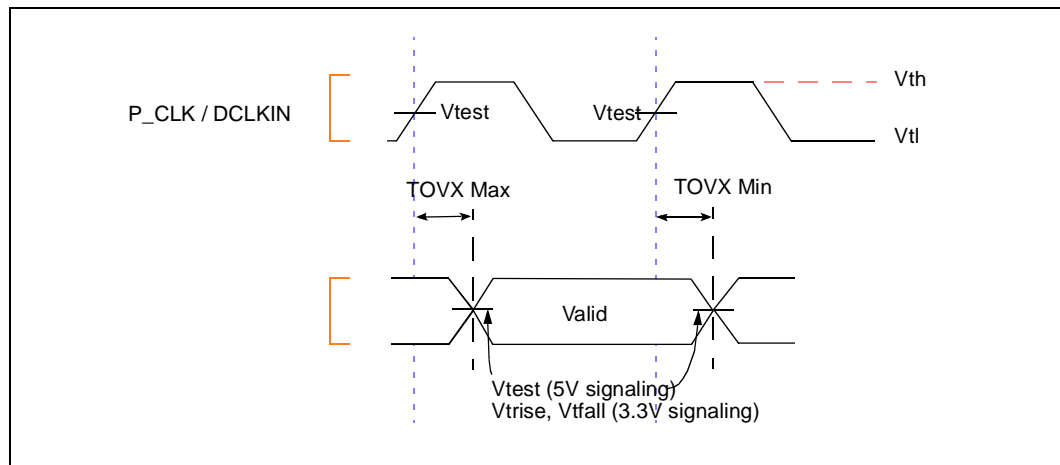 Vth
P_CLK / DCLKIN
Vtest
Vtest
Vtl
TOVX Max
TOVX Min
Valid
Vtest (5V signaling)
Vtrise, Vtfall (3.3V signaling)